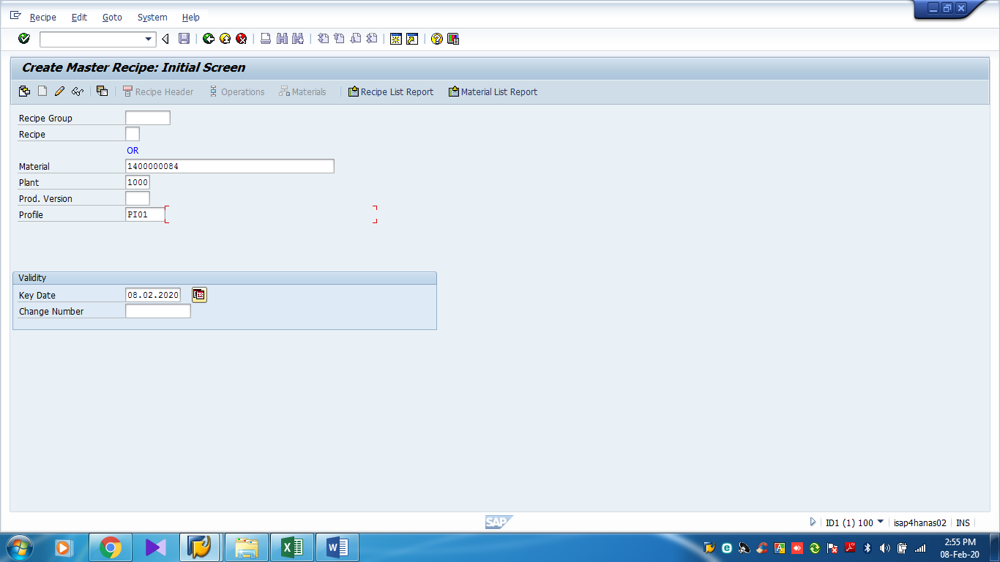 Recipe Edit Goto System Help
Create Master Recipe: Initial Screen
Recipe Header Operations Materials Recipe List Report Material List Report
Recipe Group
Recipe
OR
Material 1400000084
Plant 1000
Prod. Version
Profile PI01
Validity
Key Date 08.02.2020
Change Number
SAP
ID1 (1) 100 isap4hanas02 INS
2:55 PM
08-Feb-20